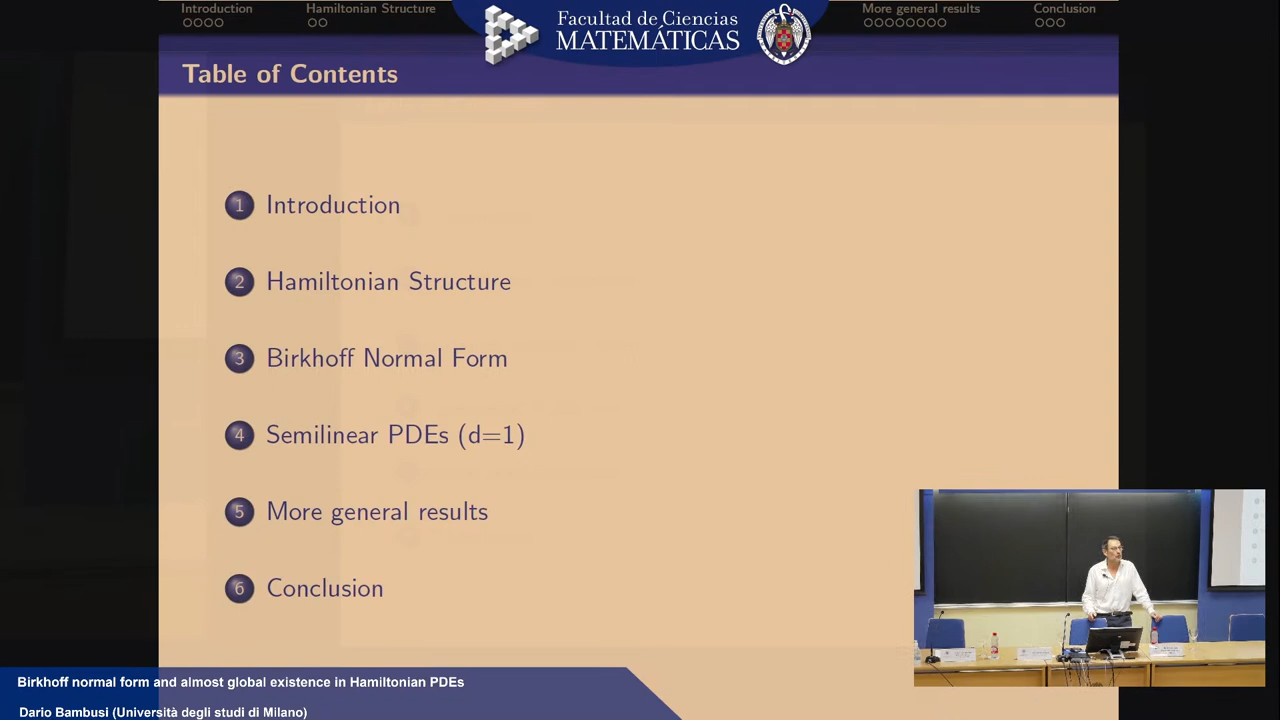 Introduction
Hamiltonian Structure
More general results
Conclusion
Facultad de Ciencias
MATEMÁTICAS
Table of Contents
1 Introduction
2 Hamiltonian Structure
3 Birkhoff Normal Form
4 Semilinear PDEs (d=1)
5 More general results
6 Conclusion
Birkhoff normal form and almost global existence in Hamiltonian PDEs
Dario Bambusi (Università degli studi di Milano)